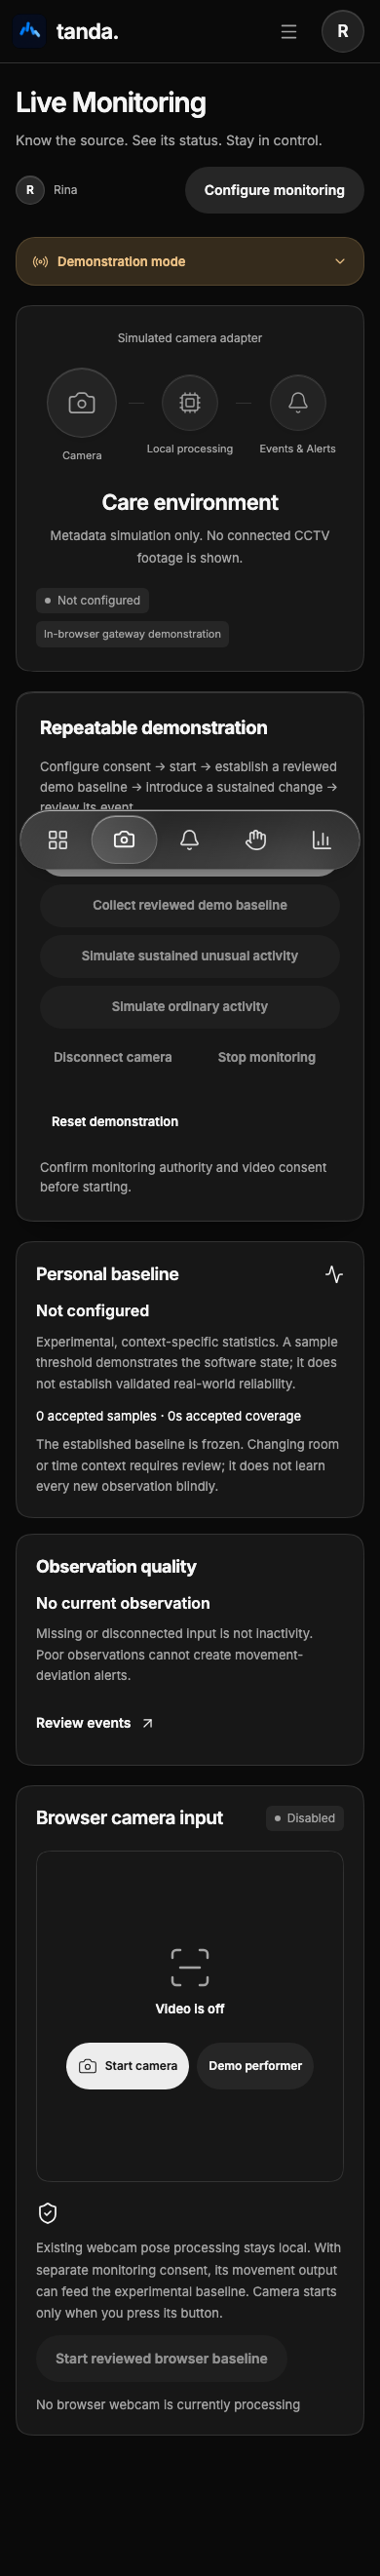 tanda.
R
Live Monitoring
Know the source. See its status. Stay in control.
R
Rina
Configure monitoring
Demonstration mode
Simulated camera adapter
Camera
Local processing
Events & Alerts
Care environment
Metadata simulation only. No connected CCTV
footage is shown.
Not configured
In-browser gateway demonstration
Repeatable demonstration
Configure consent → start → establish a reviewed
demo baseline → introduce a sustained change →
review its event
Collect reviewed demo baseline
Simulate sustained unusual activity
Simulate ordinary activity
Disconnect camera
Stop monitoring
Reset demonstration
Confirm monitoring authority and video consent
before starting.
Personal baseline
Not configured
Experimental, context-specific statistics. A sample
threshold demonstrates the software state; it does
not establish validated real-world reliability.
0 accepted samples · 0s accepted coverage
The established baseline is frozen. Changing room
or time context requires review; it does not learn
every new observation blindly.
Observation quality
No current observation
Missing or disconnected input is not inactivity.
Poor observations cannot create movement-
deviation alerts.
Review events
Browser camera input
Disabled
Video is off
Start camera
Demo performer
Existing webcam pose processing stays local. With
separate monitoring consent, its movement output
can feed the experimental baseline. Camera starts
only when you press its button.
Start reviewed browser baseline
No browser webcam is currently processing